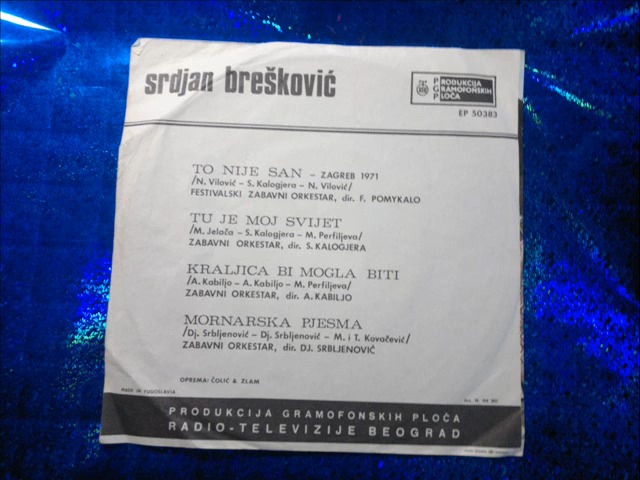 srdjan brešković
PGP
PRODUKCIJA
GRAMOFONSKIH
PLOČA
EP 50383
TO NIJE SAN – ZAGREB 1971
/N. Vilović – S. Kalogjera – N. Vilović/
FESTIVALSKI ZABAVNI ORKESTAR, dir. F. POMYKALO
TU JE MOJ SVIJET
/M. Jelača – S. Kalogjera – M. Perfiljeva/
ZABAVNI ORKESTAR, dir. S. KALOGJERA
KRALJICA BI MOGLA BITI
/A. Kabiljo – A. Kabiljo – M. Perfiljeva/
ZABAVNI ORKESTAR, dir. A. KABILJO
MORNARSKA PJESMA
/Dj. Srbljenović – Dj. Srbljenović – M. i T. Kovačević/
ZABAVNI ORKESTAR, dir. DJ. SRBLJENOVIĆ
OPREMA: ČOLIĆ & ZLAM
MADE IN YUGOSLAVIA
PRODUKCIJA GRAMOFONSKIH PLOČA
RADIO-TELEVIZIJE BEOGRAD